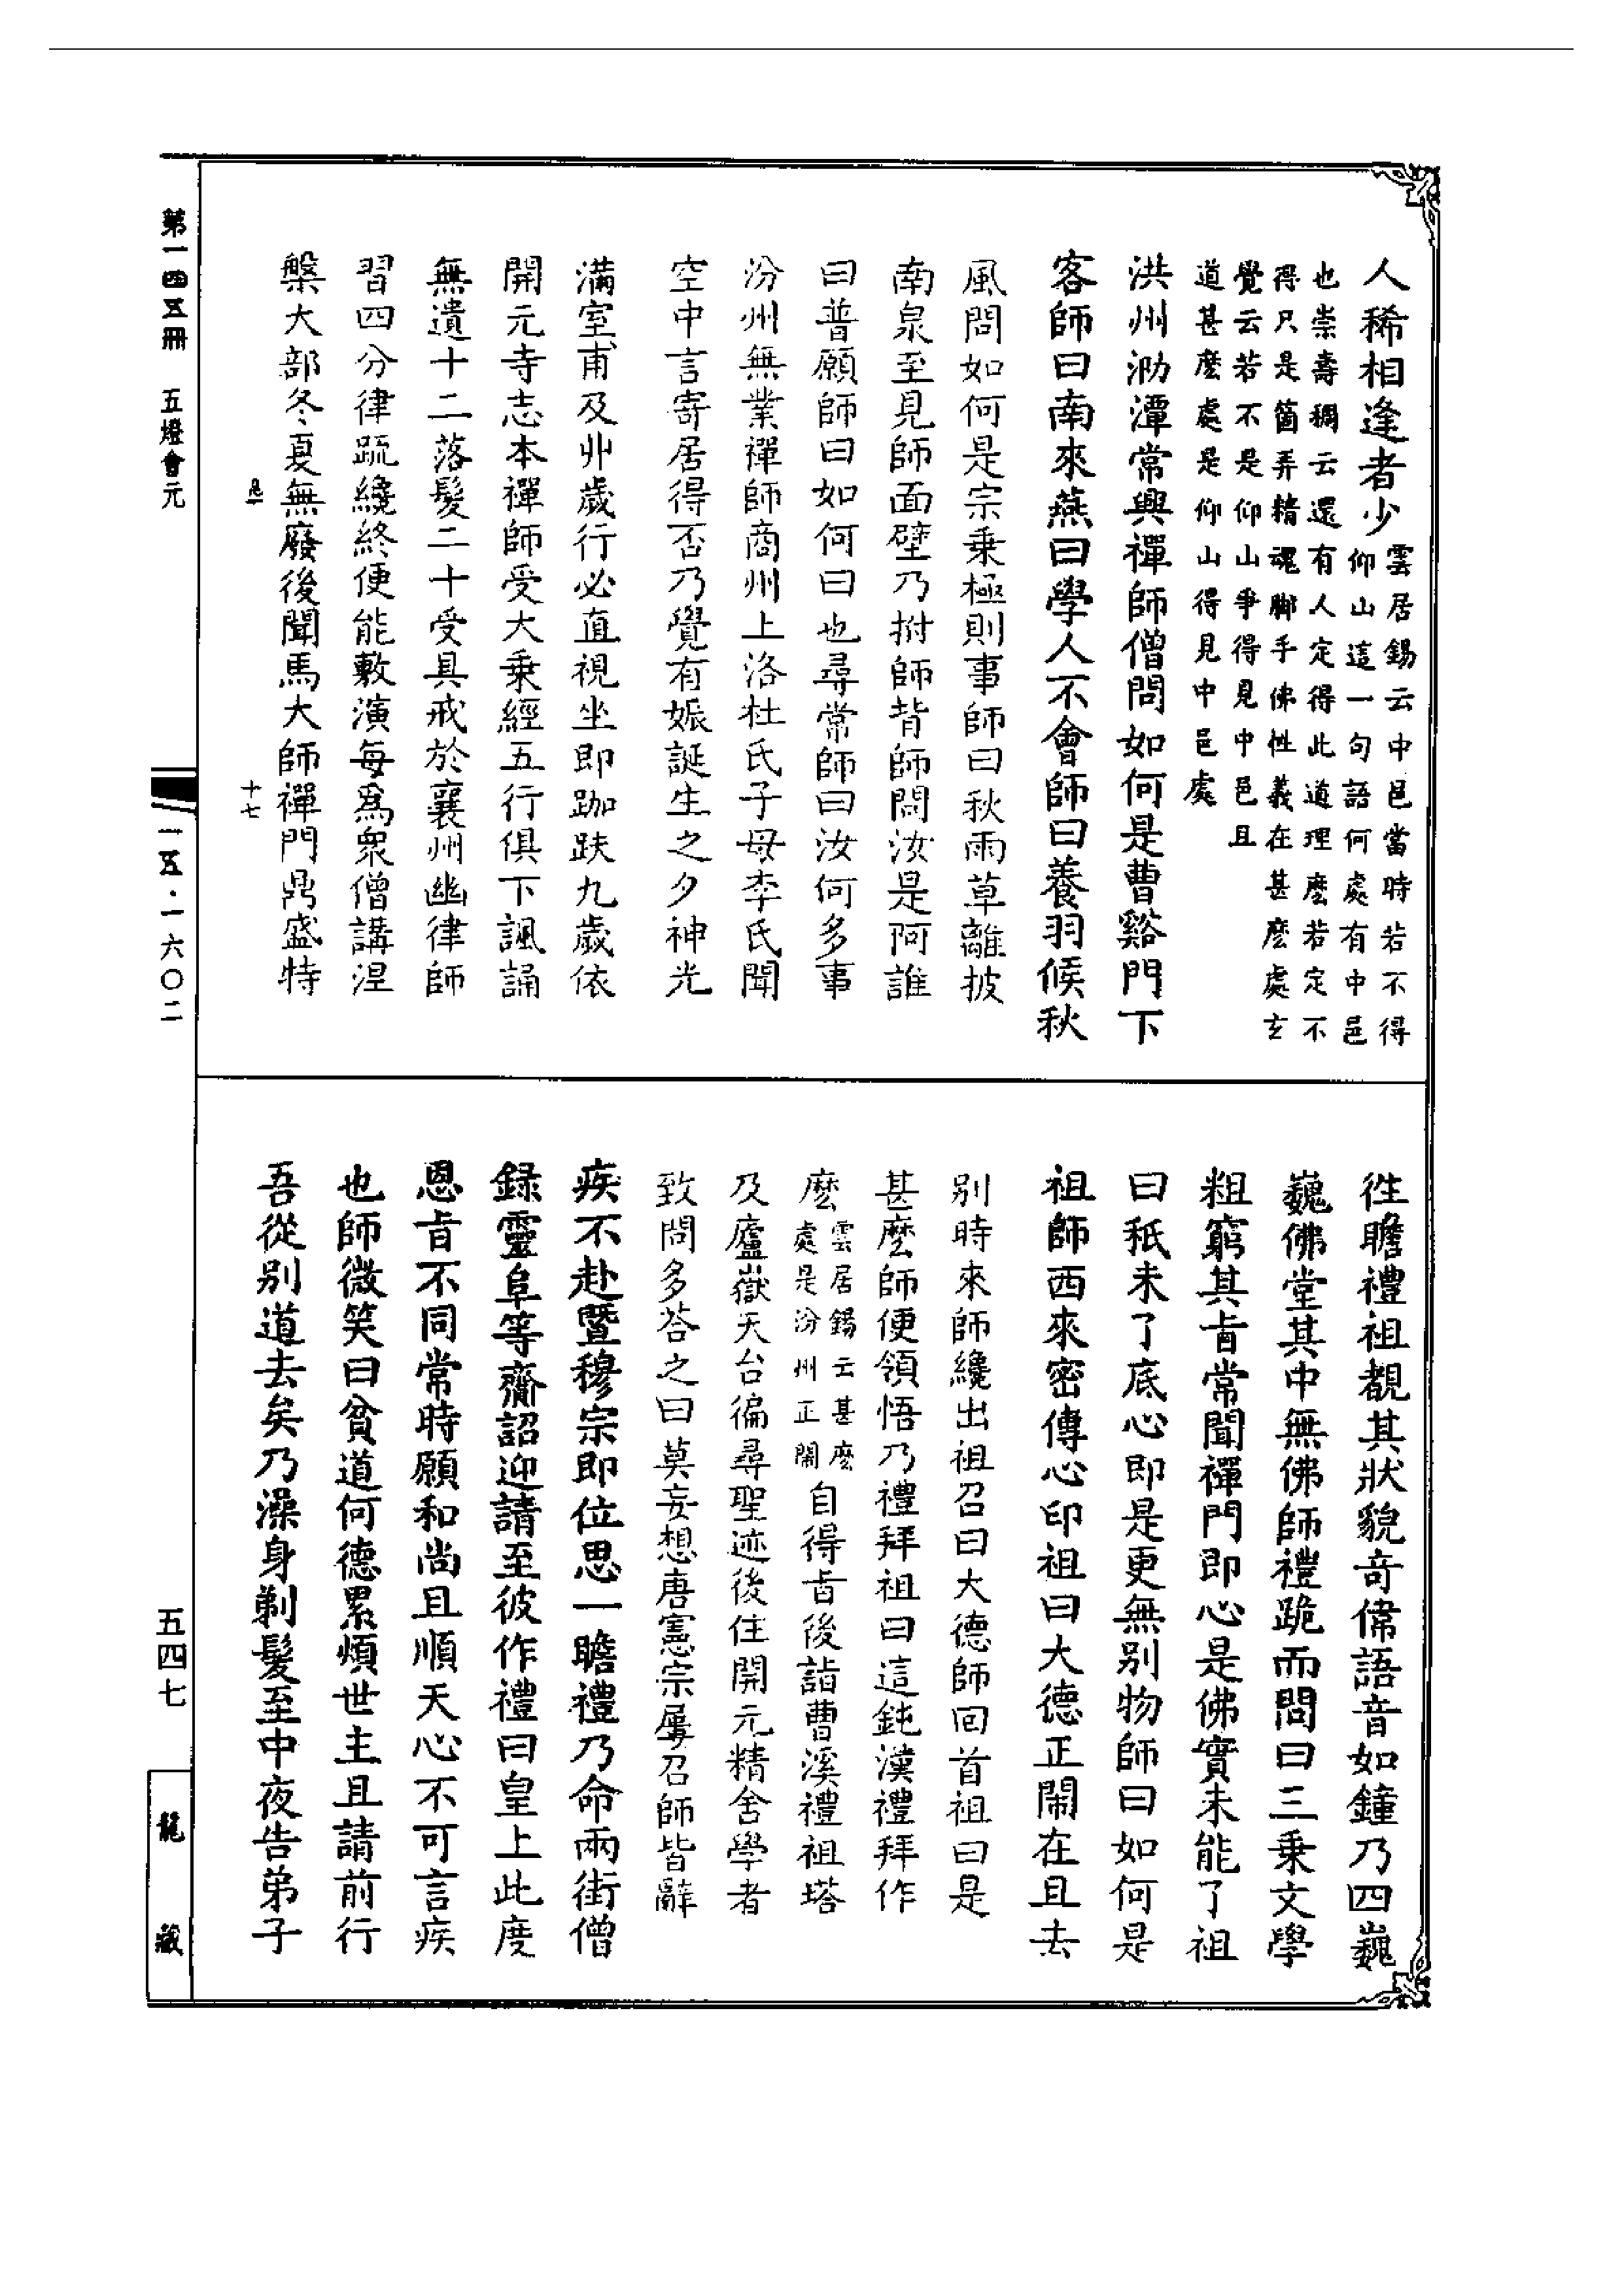 人稀相逢者少雲居錫云中邑當時若不得
仰山這一句語何處有中邑
也崇壽稠云還有人定得此道理麽若定不
得只是箇弄精魂脚手佛性義在甚麽處玄
覺云若不是仰山爭得見中邑且
道甚麽處是仰山得見中邑處
洪州泐潭常興禪師僧問如何是曹谿門下
客師曰南來燕曰學人不會師曰養羽候秋
風問如何是宗乗極則事師曰秋雨草離披
南泉至見師面壁乃拊師背師問汝是阿誰
曰普願師曰如何曰也尋常師曰汝何多事
汾州無業禪師商州上洛杜氏子母李氏聞
空中言寄居得否乃覺有娠誕生之夕神光
滿室甫及丱歲行必直視坐即跏趺九歲依
開元寺志本禪師受大乗經五行俱下諷誦
無遺十二落髮二十受具戒於襄州幽律師
習四分律疏纔終便能敷演每爲衆僧講涅
槃大部冬夏無廢後聞馬大師禪門鼎盛特
十七
第一四五冊 五燈會元
一五·一六〇二
徃瞻禮祖覩其狀貌奇偉語音如鐘乃四巍
巍佛堂其中無佛師禮跪而問曰三乗文學
粗窮其㫖常聞禪門即心是佛實未能了祖
曰秖未了底心即是更無別物師曰如何是
祖師西來密傳心印祖曰大德正閙在且去
別時來師纔出祖召曰大德師回首祖曰是
甚麽師便領悟乃禮拜祖曰這鈍漢禮拜作
麽雲居錫云甚麽
處是汾州正閙自得㫖後詣曹溪禮祖塔
及廬嶽天台徧尋聖迹後住開元精舍學者
致問多荅之曰莫妄想唐憲宗屢召師皆辭
疾不赴曁穆宗即位思一瞻禮乃命兩街僧
録靈阜等齎詔迎請至彼作禮曰皇上此度
恩㫖不同常時願和尚且順天心不可言疾
也師微笑曰貧道何德累煩世主且請前行
吾從別道去矣乃澡身剃髮至中夜告弟子
五四七
龍藏